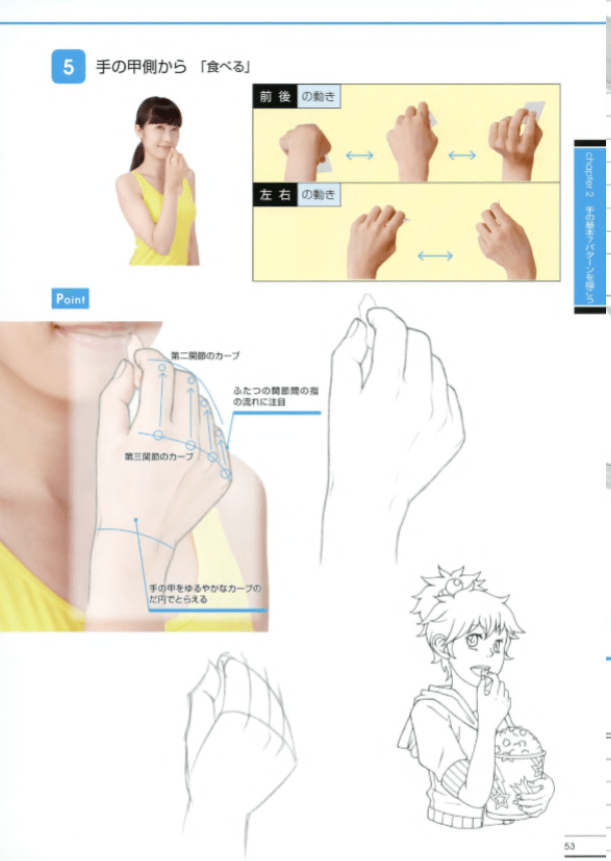 5 手の甲側から 「食べる」
前後 の動き
左右 の動き
chapter 2 手の基本7パターンを描こう
Point
第二関節のカーブ
ふたつの関節間の指
の流れに注目
第三関節のカーブ
手の甲をゆるやかなカーブの
だ円でとらえる
53